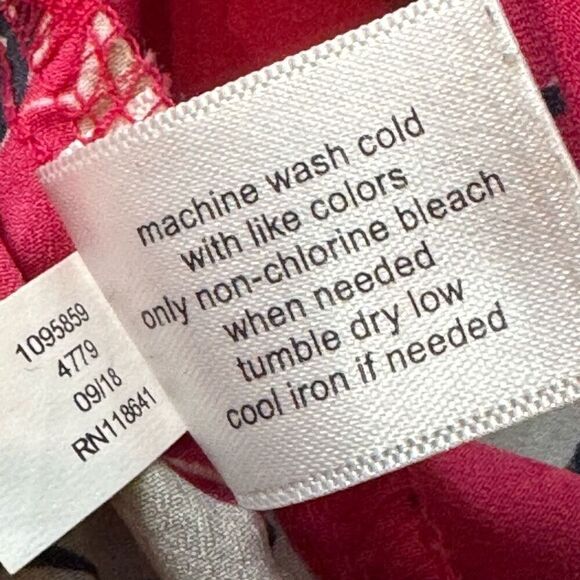 machine wash cold
with like colors
only non-chlorine bleach
when needed
tumble dry low
cool iron if needed
1095859
4779
09/18
RN118641